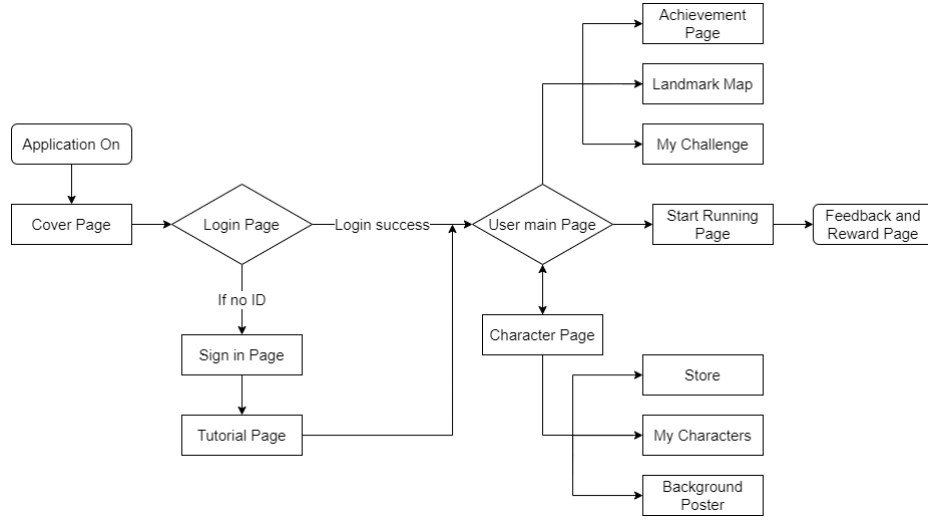 Achievement
Page
Landmark Map
My Challenge
Application On
Cover Page
Login Page
Login success
User main Page
Start Running
Page
Feedback and
Reward Page
If no ID
Sign in Page
Tutorial Page
Character Page
Store
My Characters
Background
Poster